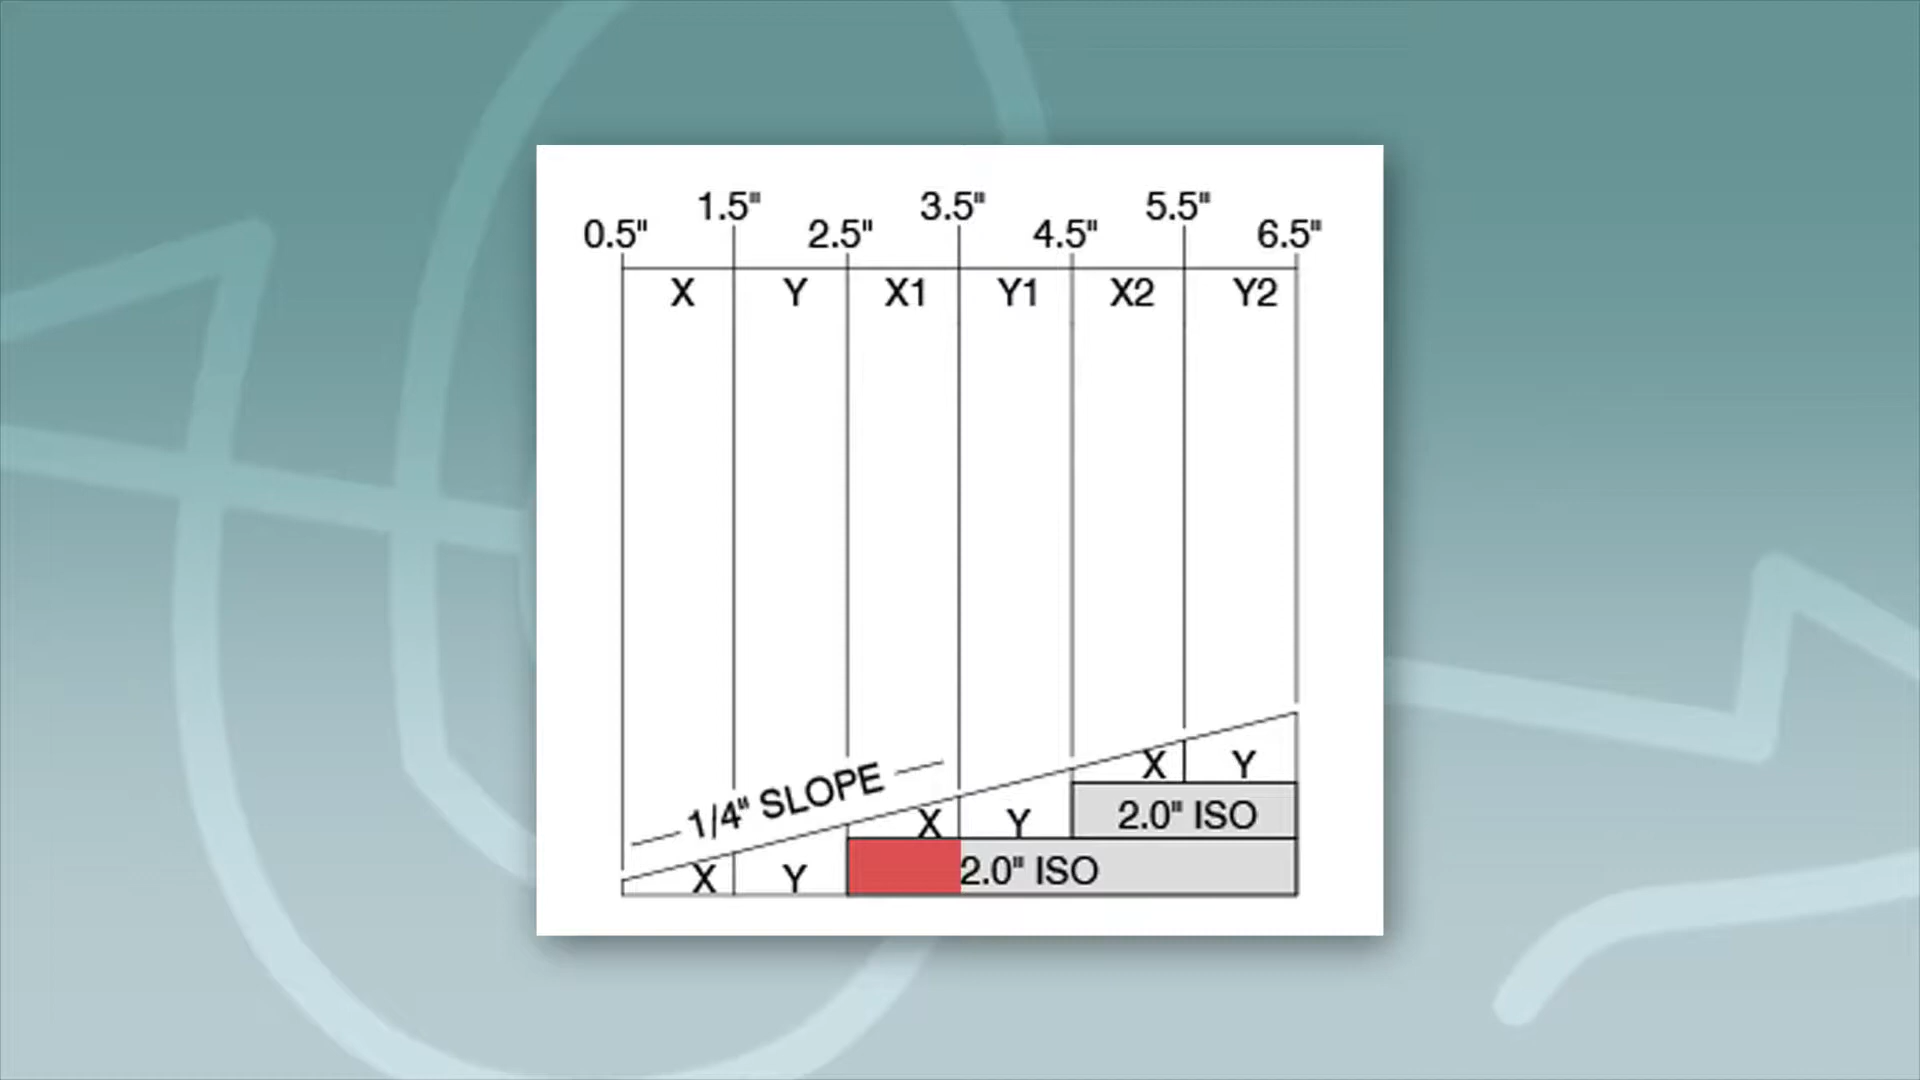 0.5" 1.5" 2.5" 3.5" 4.5" 5.5" 6.5"
X Y X1 Y1 X2 Y2
1/4" SLOPE
X Y
2.0" ISO
X Y
2.0" ISO
X Y